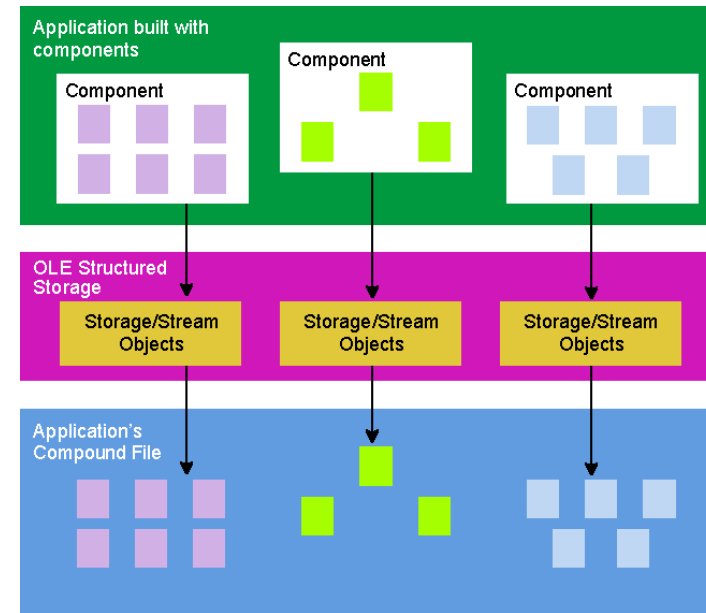 Application built with
components
Component
Component
Component
OLE Structured
Storage
Storage/Stream
Objects
Storage/Stream
Objects
Storage/Stream
Objects
Application's
Compound File